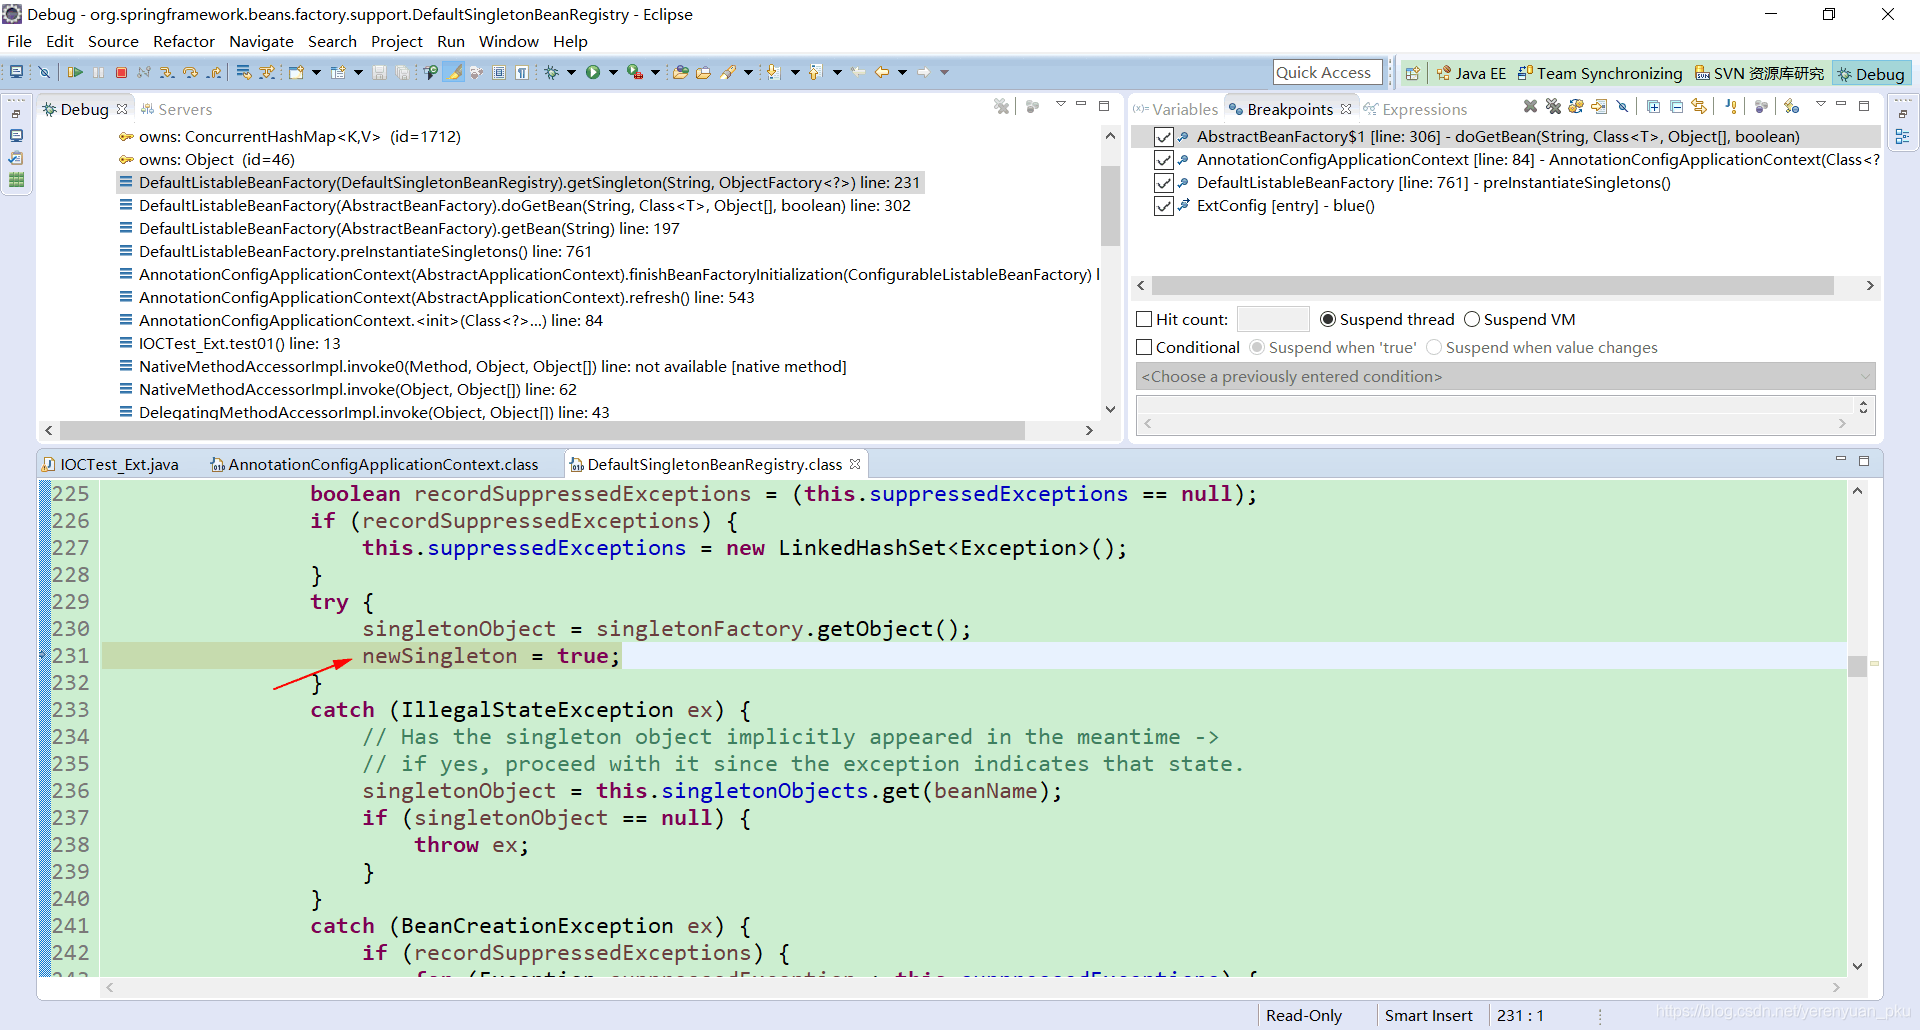 Debug - org.springframework.beans.factory.support.DefaultSingletonBeanRegistry - Eclipse
File Edit Source Refactor Navigate Search Project Run Window Help
Quick Access
Java EE Team Synchronizing SVN 资源库研究 Debug
Debug Servers
owns: ConcurrentHashMap<K,V> (id=1712)
owns: Object (id=46)
DefaultListableBeanFactory(DefaultSingletonBeanRegistry).getSingleton(String, ObjectFactory<?>) line: 231
DefaultListableBeanFactory(AbstractBeanFactory).doGetBean(String, Class<T>, Object[], boolean) line: 302
DefaultListableBeanFactory(AbstractBeanFactory).getBean(String) line: 197
DefaultListableBeanFactory.preInstantiateSingletons() line: 761
AnnotationConfigApplicationContext(AbstractApplicationContext).finishBeanFactoryInitialization(ConfigurableListableBeanFactory) l
AnnotationConfigApplicationContext(AbstractApplicationContext).refresh() line: 543
AnnotationConfigApplicationContext.<init>(Class<?>...) line: 84
IOCTest_Ext.test01() line: 13
NativeMethodAccessorImpl.invoke0(Method, Object, Object[]) line: not available [native method]
NativeMethodAccessorImpl.invoke(Object, Object[]) line: 62
DelegatingMethodAccessorImpl.invoke(Object, Object[]) line: 43
Variables Breakpoints Expressions
AbstractBeanFactory$1 [line: 306] - doGetBean(String, Class<T>, Object[], boolean)
AnnotationConfigApplicationContext [line: 84] - AnnotationConfigApplicationContext(Class<?
DefaultListableBeanFactory [line: 761] - preInstantiateSingletons()
ExtConfig [entry] - blue()
Hit count: Suspend thread Suspend VM
Conditional Suspend when 'true' Suspend when value changes
<Choose a previously entered condition>
IOCTest_Ext.java AnnotationConfigApplicationContext.class DefaultSingletonBeanRegistry.class
225 boolean recordSuppressedExceptions = (this.suppressedExceptions == null);
226 if (recordSuppressedExceptions) {
227 this.suppressedExceptions = new LinkedHashSet<Exception>();
228 }
229 try {
230 singletonObject = singletonFactory.getObject();
231 newSingleton = true;
232 }
233 catch (IllegalStateException ex) {
234 // Has the singleton object implicitly appeared in the meantime ->
235 // if yes, proceed with it since the exception indicates that state.
236 singletonObject = this.singletonObjects.get(beanName);
237 if (singletonObject == null) {
238 throw ex;
239 }
240 }
241 catch (BeanCreationException ex) {
242 if (recordSuppressedExceptions) {
243 for (Exception suppressedException : this.suppressedExceptions) {
Read-Only Smart Insert 231 : 1
https://blog.csdn.net/yerenyuan_pku